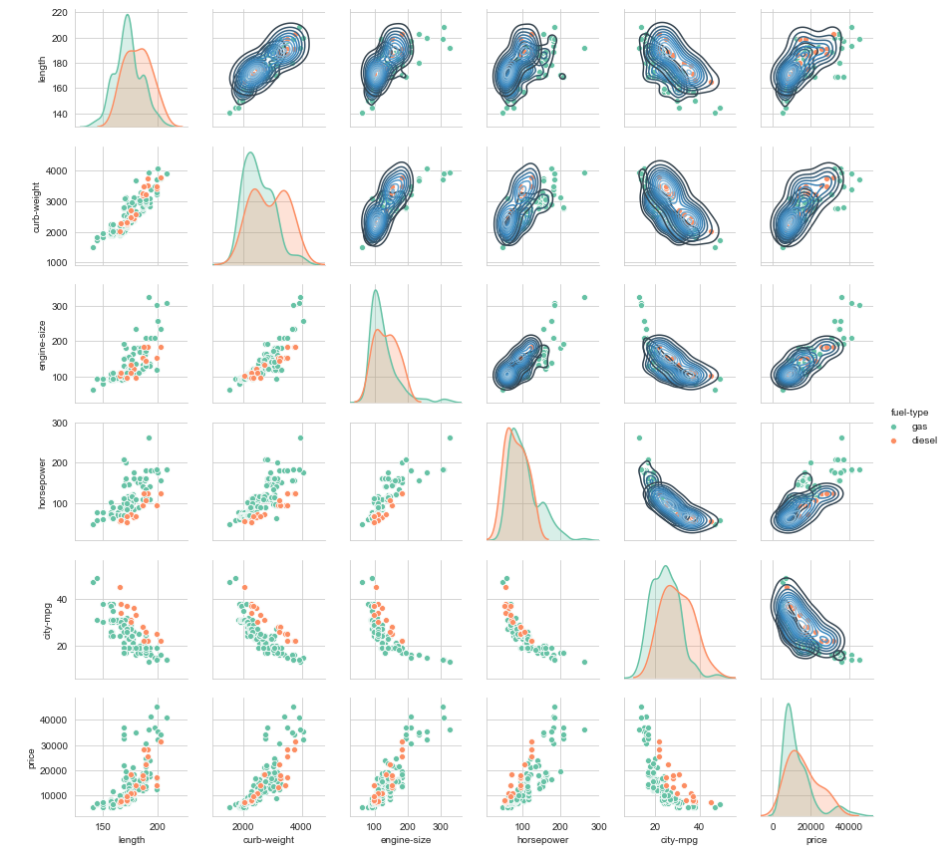 220
200
180
160
140
length
4000
3000
2000
1000
curb-weight
300
200
100
engine-size
fuel-type
gas
diesel
300
200
100
horsepower
40
20
city-mpg
40000
30000
20000
10000
price
150 200 2000 4000 100 200 300 100 200 300 20 40 0 20000 40000
length curb-weight engine-size horsepower city-mpg price